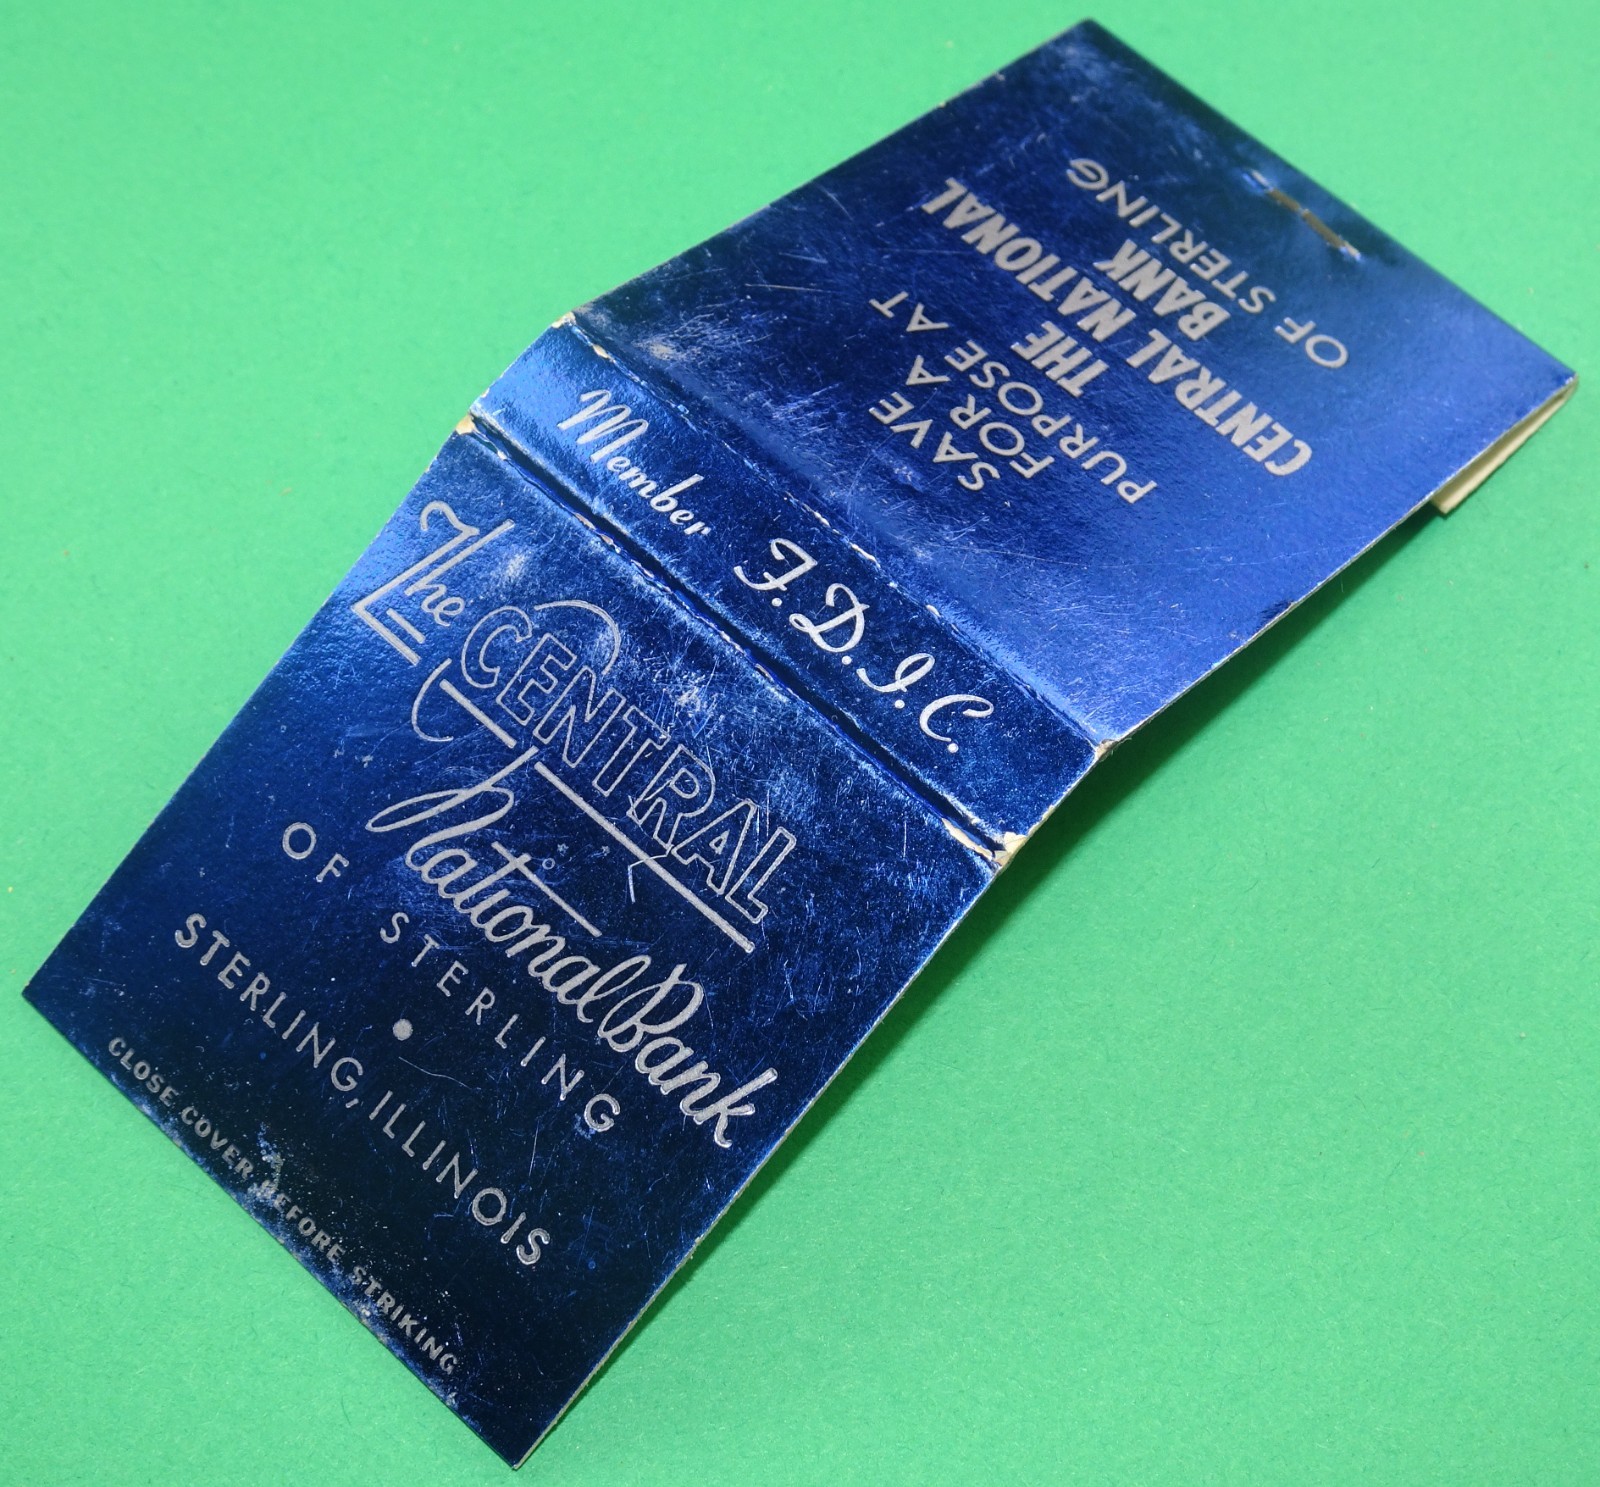 SAVE
FOR A
PURPOSE AT
THE
CENTRAL NATIONAL
BANK
OF STERLING
Member F.D.I.C.
The CENTRAL
National Bank
OF STERLING
STERLING, ILLINOIS
CLOSE COVER BEFORE STRIKING